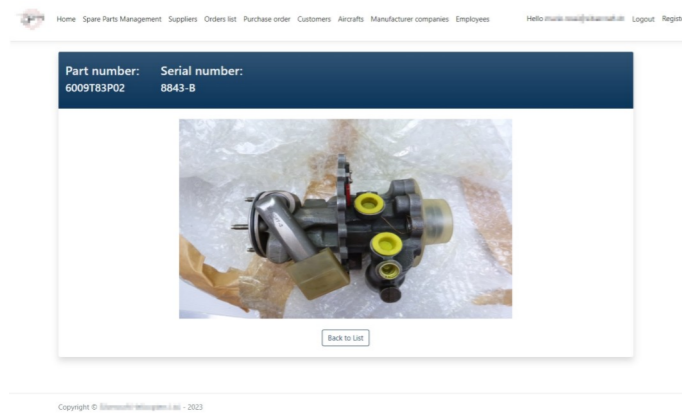 Home Spare Parts Management Suppliers Orders list Purchase order Customers Aircrafts Manufacturer companies Employees Hello Logout Registe
Part number: Serial number:
6009T83P02 8843-B
Back to List
Copyright © - 2023